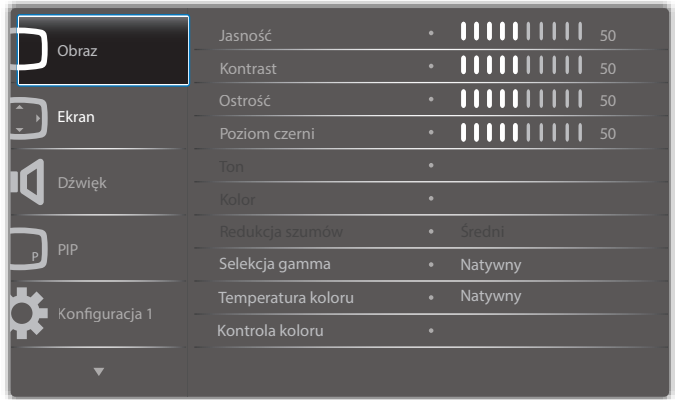 Obraz
Ekran
Dźwięk
PIP
P
Konfiguracja 1
Jasność • 50
Kontrast • 50
Ostrość • 50
Poziom czerni • 50
Ton •
Kolor •
Redukcja szumów • Średni
Selekcja gamma • Natywny
Temperatura koloru • Natywny
Kontrola koloru •